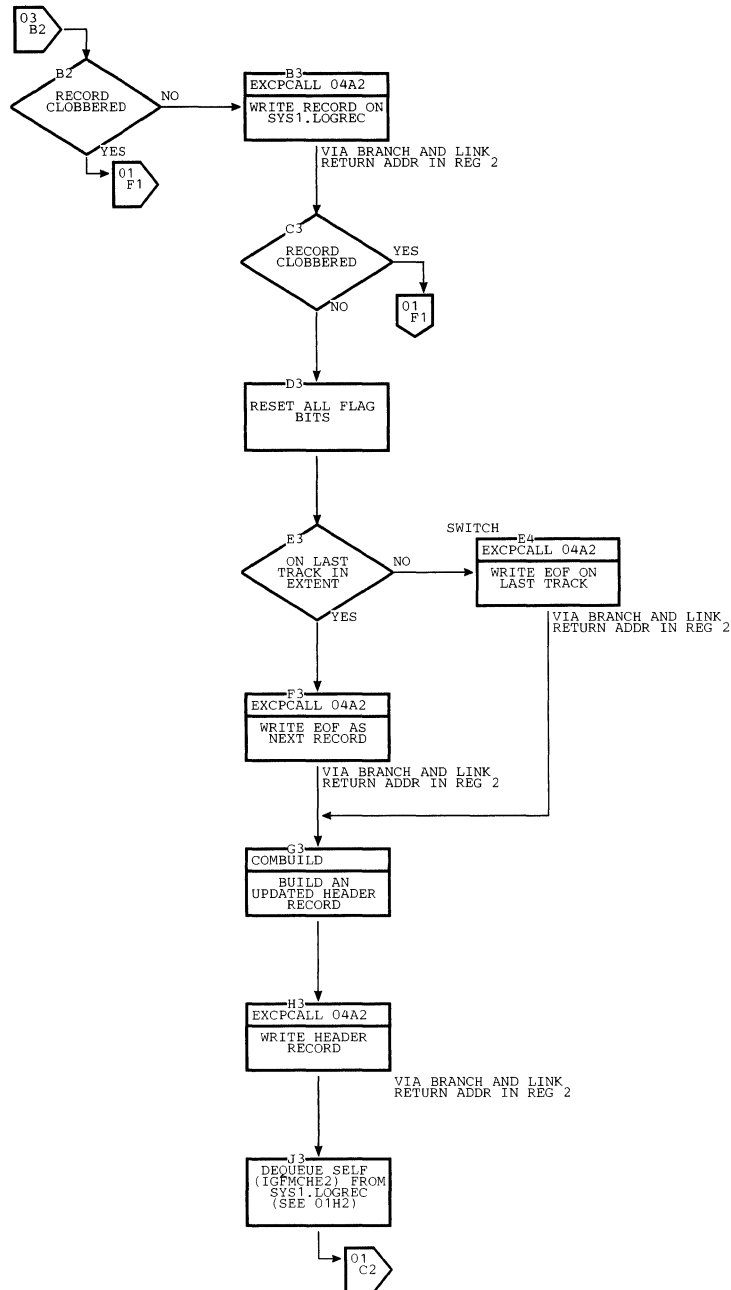 03
B2
B2
RECORD
CLOBBERED
NO
YES
01
F1
B3
EXCPCALL 04A2
WRITE RECORD ON
SYS1.LOGREC
VIA BRANCH AND LINK
RETURN ADDR IN REG 2
C3
RECORD
CLOBBERED
YES
NO
01
F1
D3
RESET ALL FLAG
BITS
E3
ON LAST
TRACK IN
EXTENT
NO
YES
SWITCH
E4
EXCPCALL 04A2
WRITE EOF ON
LAST TRACK
VIA BRANCH AND LINK
RETURN ADDR IN REG 2
F3
EXCPCALL 04A2
WRITE EOF AS
NEXT RECORD
VIA BRANCH AND LINK
RETURN ADDR IN REG 2
G3
COMBUILD
BUILD AN
UPDATED HEADER
RECORD
H3
EXCPCALL 04A2
WRITE HEADER
RECORD
VIA BRANCH AND LINK
RETURN ADDR IN REG 2
J3
DEQUEUE SELF
(IGFMCHE2) FROM
SYS1.LOGREC
(SEE 01H2)
01
C2